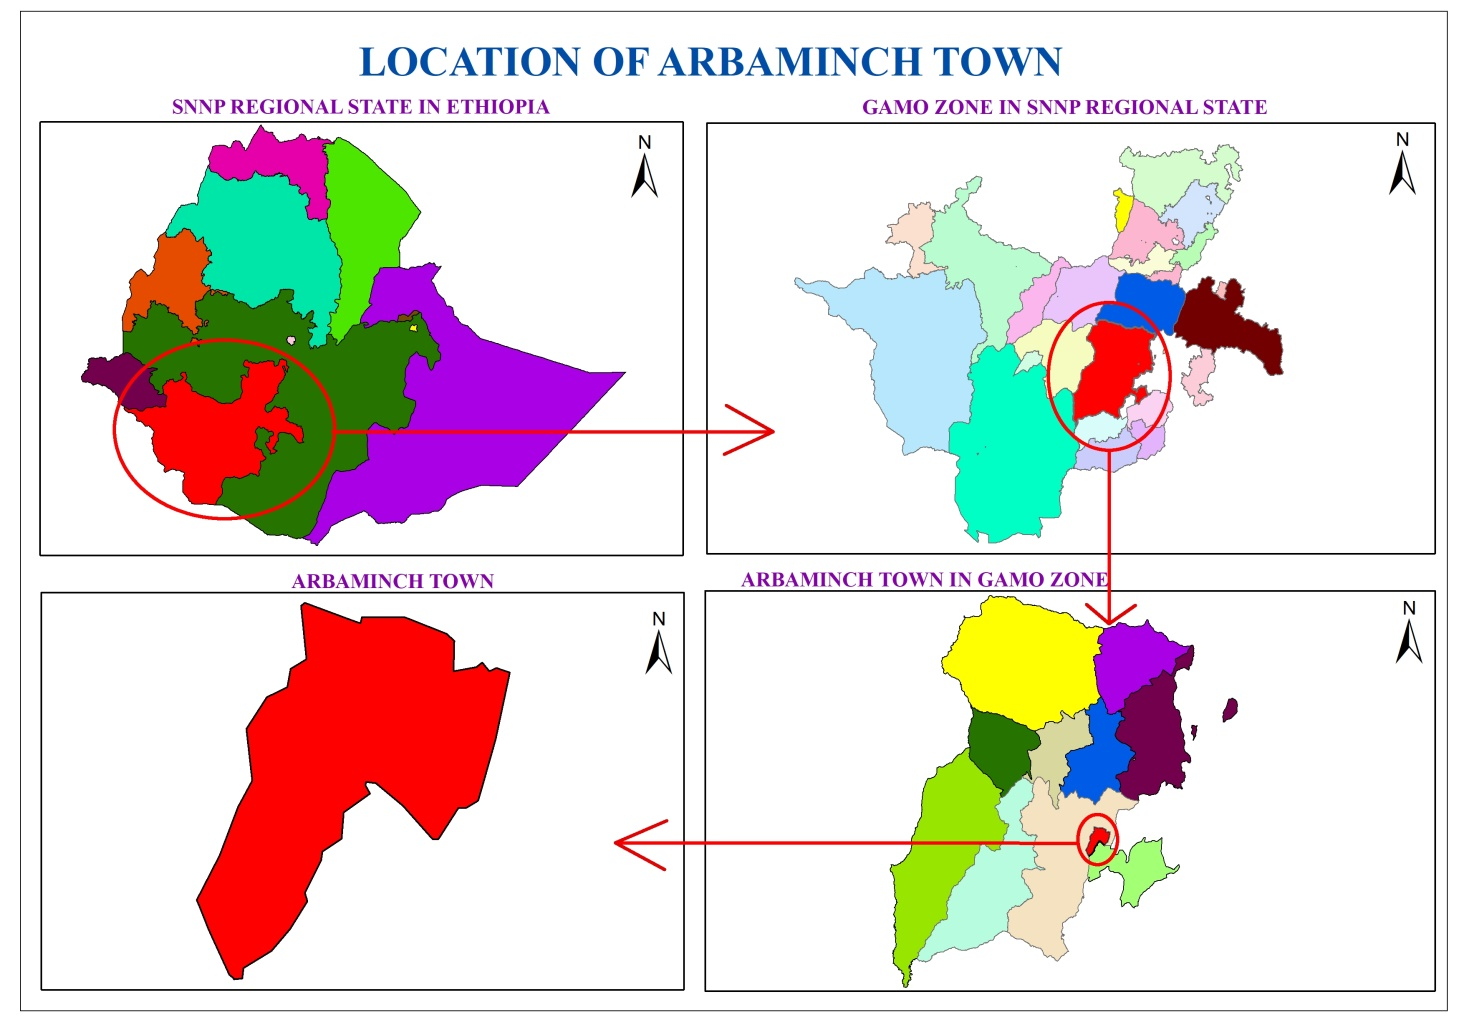 LOCATION OF ARBAMINCH TOWN
SNNP REGIONAL STATE IN ETHIOPIA
GAMO ZONE IN SNNP REGIONAL STATE
N
N
ARBAMINCH TOWN
ARBAMINCH TOWN IN GAMO ZONE
N
N